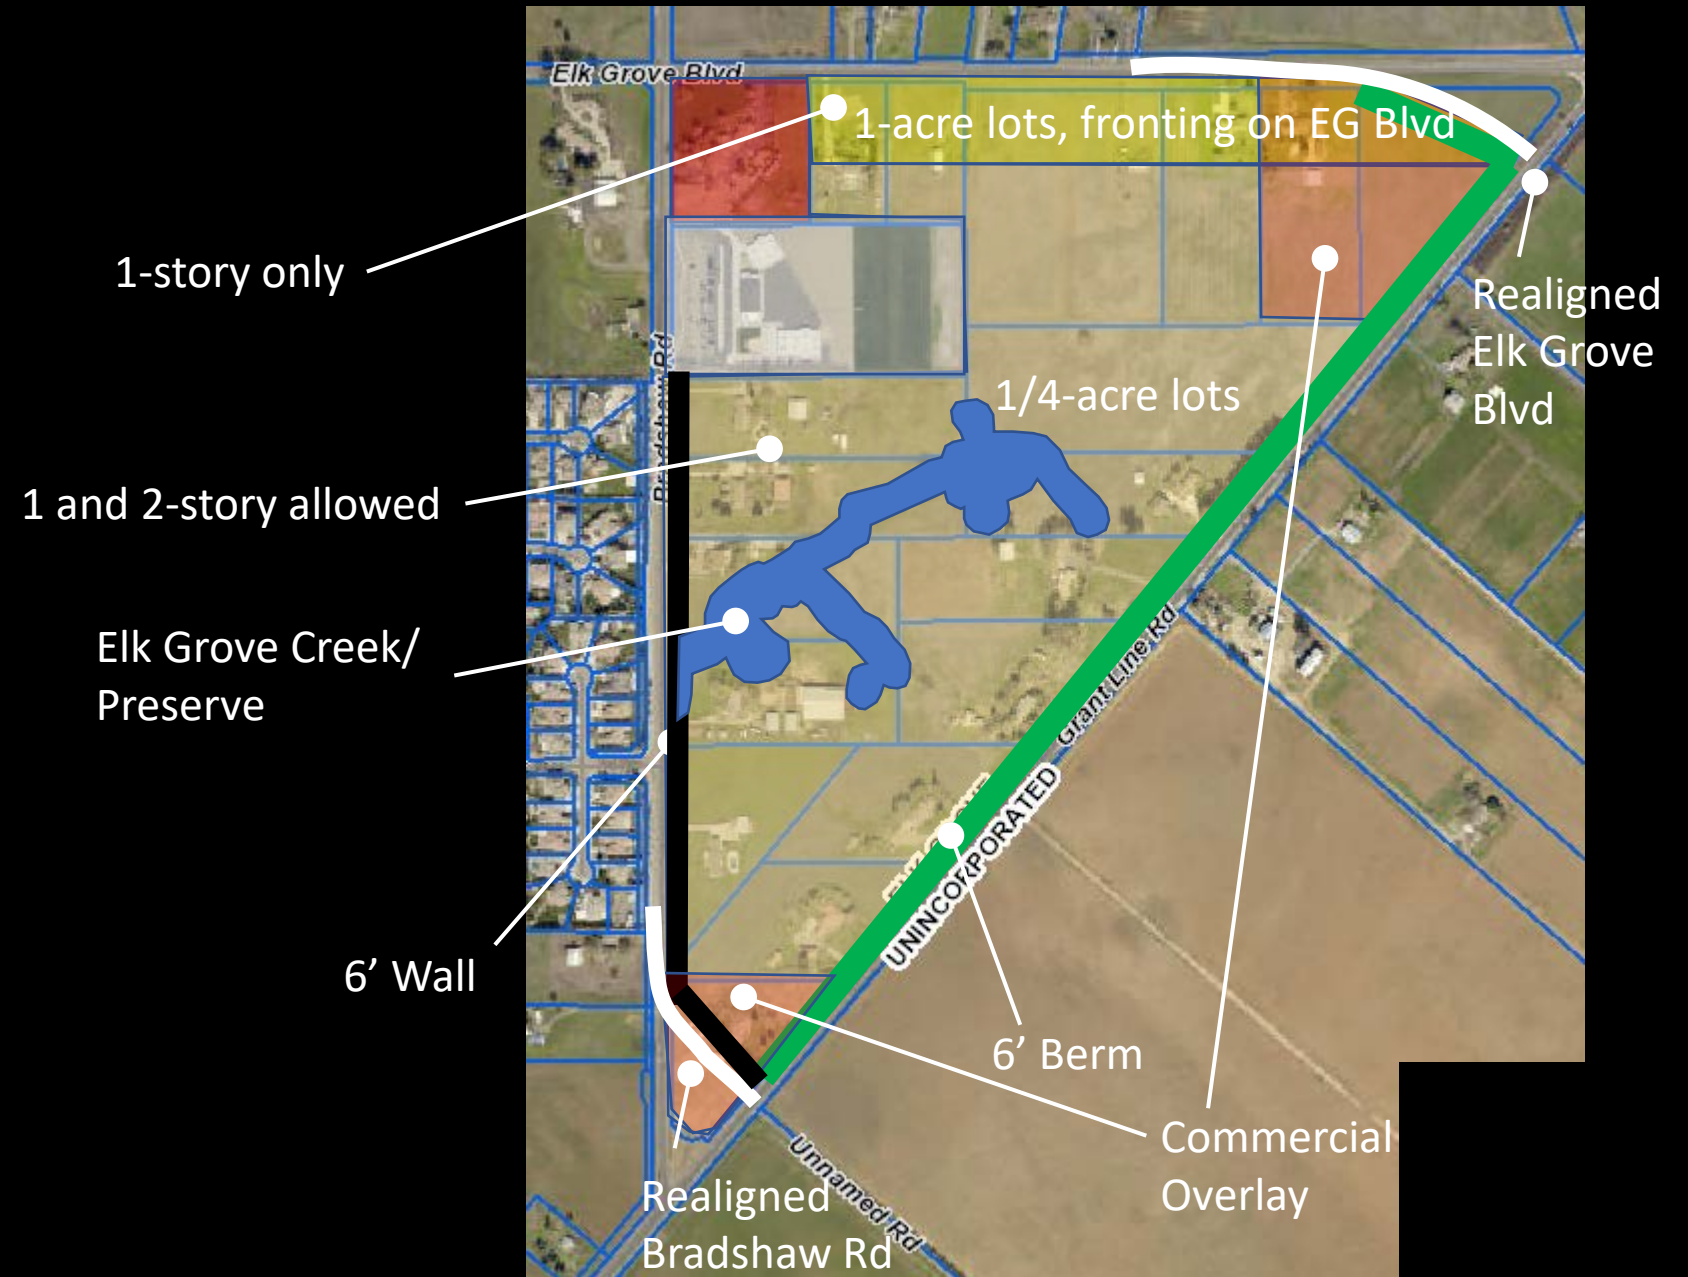 Elk Grove Blvd
1-acre lots, fronting on EG Blvd
1-story only
Realigned
Elk Grove
Blvd
Bradshaw Rd
1/4-acre lots
1 and 2-story allowed
Elk Grove Creek/
Preserve
Grant Line Rd
UNINCORPORATED
6’ Wall
6’ Berm
Commercial
Overlay
Unnamed Rd
Realigned
Bradshaw Rd